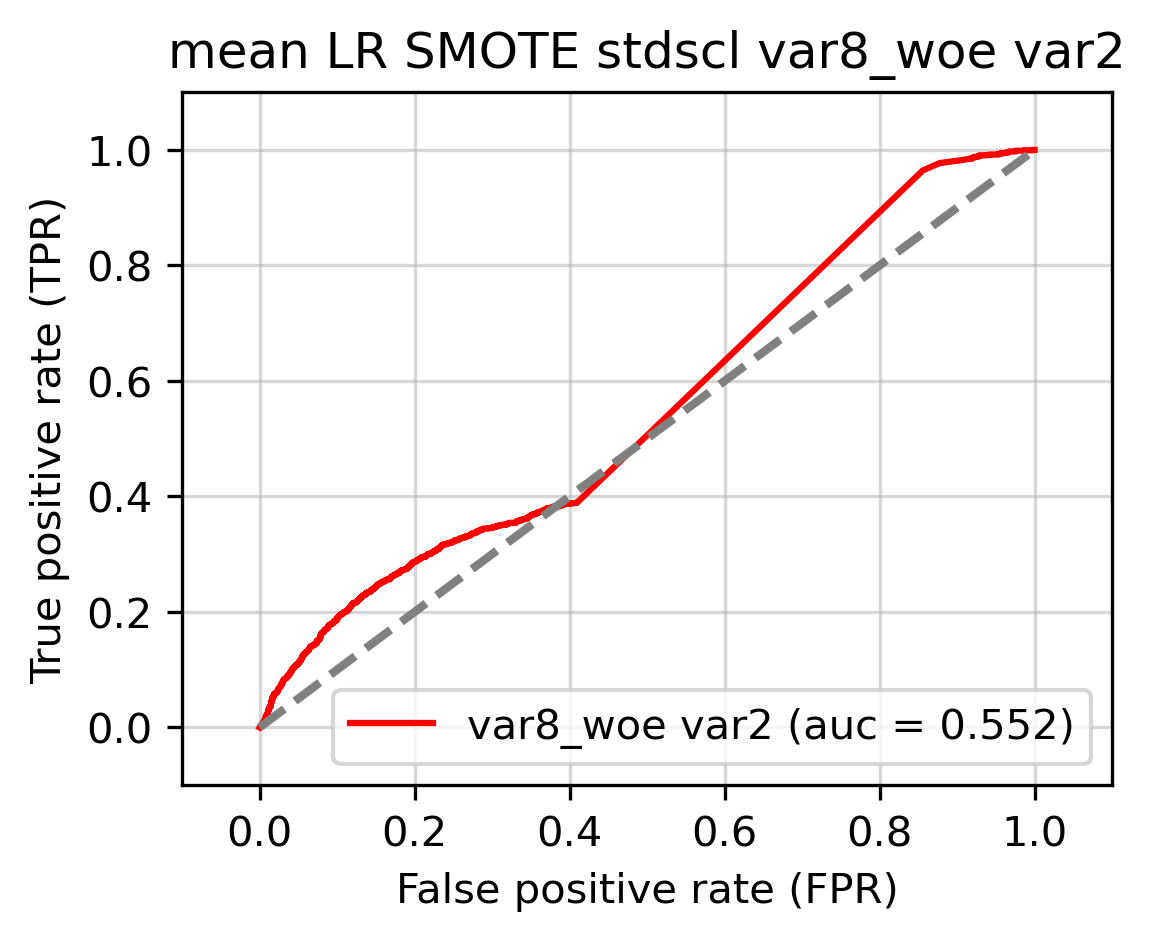 mean LR SMOTE stdscl var8_woe var2
True positive rate (TPR)
1.0
0.8
0.6
0.4
0.2
0.0
var8_woe var2 (auc = 0.552)
0.0 0.2 0.4 0.6 0.8 1.0
False positive rate (FPR)